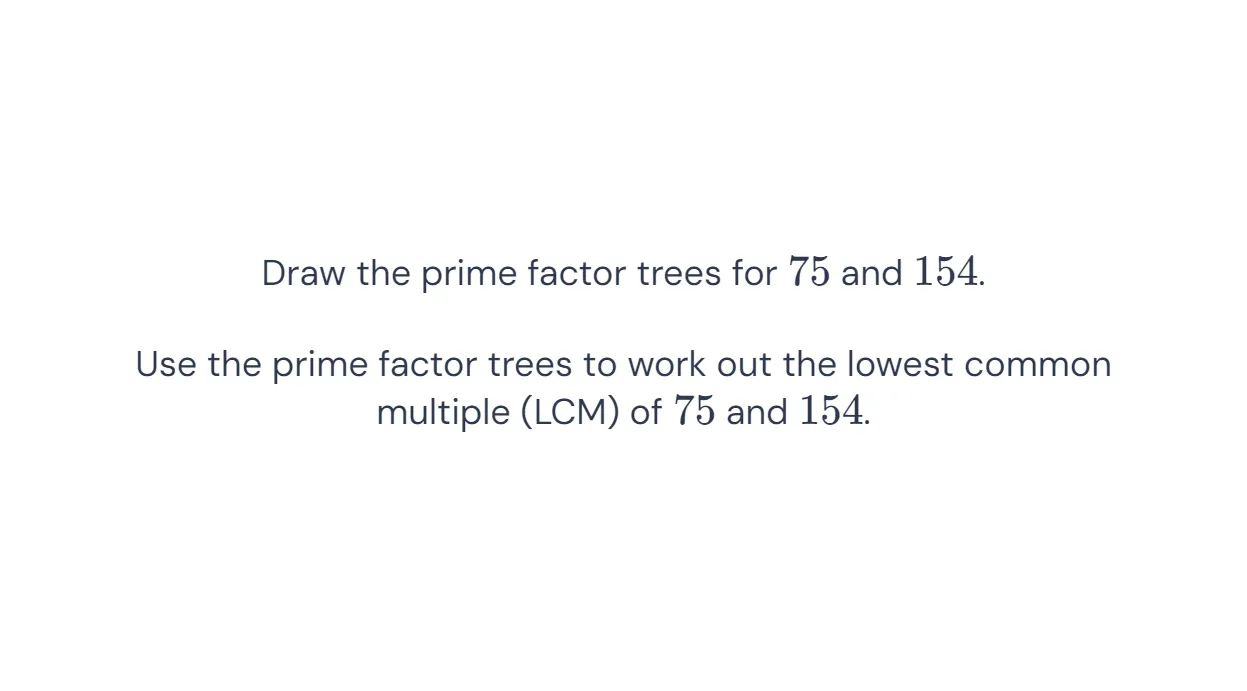 Draw the prime factor trees for 75 and 154.
Use the prime factor trees to work out the lowest common
multiple (LCM) of 75 and 154.